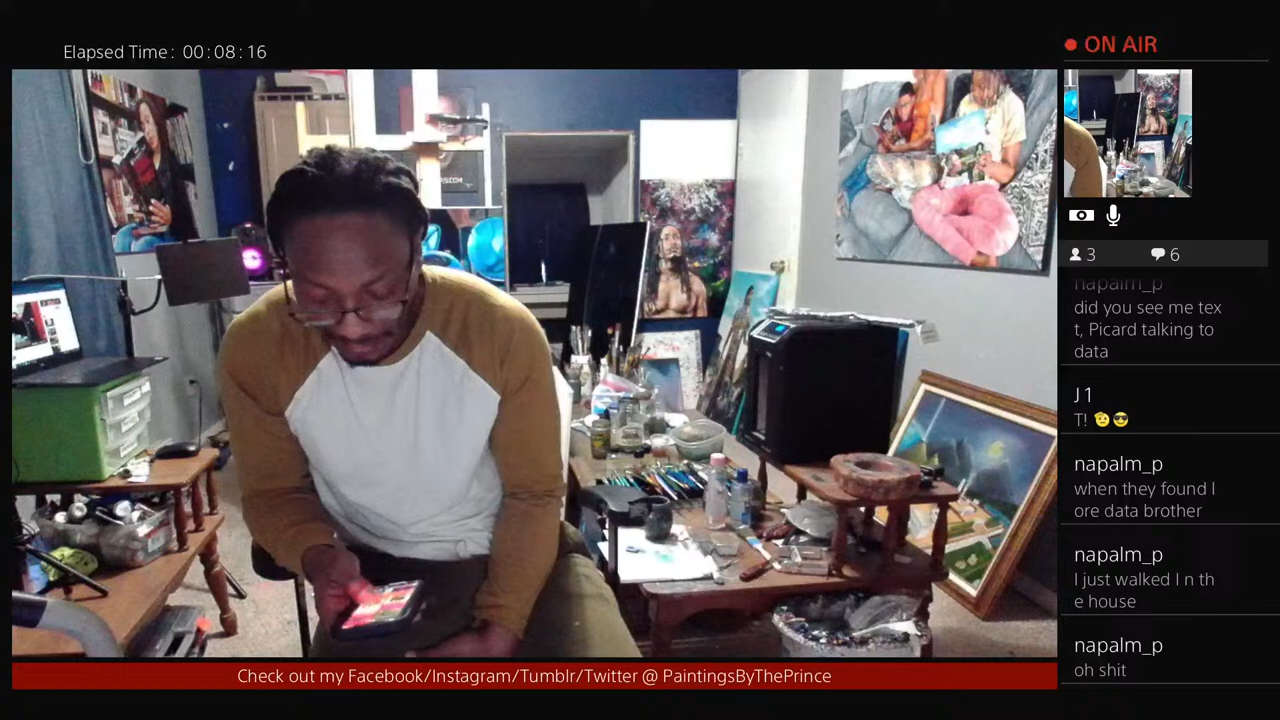 Elapsed Time: 00:08:16
ON AIR
3
6
napalm_p
did you see me tex
t, Picard talking to
data
J 1
T! 🫡😎
napalm_p
when they found l
ore data brother
napalm_p
I just walked I n th
e house
napalm_p
oh shit
Check out my Facebook/Instagram/Tumblr/Twitter @ PaintingsByThePrince